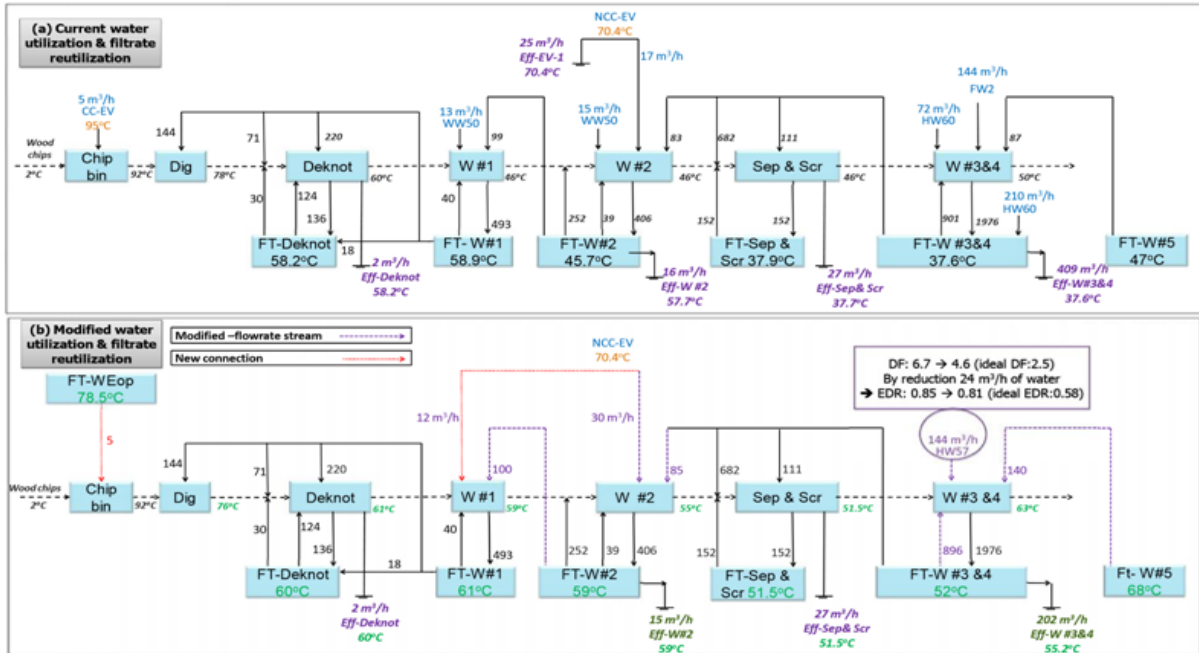 (a) Current water
utilization & filtrate
reutilization
NCC-EV
70.4°C
25 m³/h
Eff-EV-1
70.4°C
17 m³/h
5 m³/h
CC-EV
95°C
144
71
220
13 m³/h
WW50
99
15 m³/h
WW50
83
682
111
72 m³/h
HW60
144 m³/h
FW2
87
Wood
chips
2°C
Chip
bin
92°C
Dig
78°C
Deknot
60°C
W #1
46°C
W #2
46°C
Sep & Scr
46°C
W #3&4
50°C
30
124
136
40
493
252
39
406
152
152
901
1976
210 m³/h
HW60
FT-Deknot
58.2°C
18
FT- W#1
58.9°C
FT-W#2
45.7°C
FT-Sep &
Scr 37.9°C
FT-W #3&4
37.6°C
FT-W#5
47°C
2 m³/h
Eff-Deknot
58.2°C
16 m³/h
Eff-W #2
57.7°C
27 m³/h
Eff-Sep& Scr
37.7°C
409 m³/h
Eff-W#3&4
37.6°C
(b) Modified water
utilization & filtrate
reutilization
Modified –flowrate stream
New connection
NCC-EV
70.4°C
DF: 6.7 → 4.6 (ideal DF:2.5)
By reduction 24 m³/h of water
➔ EDR: 0.85 → 0.81 (ideal EDR:0.58)
FT-WEop
78.5°C
5
12 m³/h
30 m³/h
144 m³/h
HW57
144
71
220
100
85
682
111
140
Wood chips
2°C
Chip
bin
92°C
Dig
76°C
Deknot
61°C
W #1
59°C
W #2
55°C
Sep & Scr
51.5°C
W #3 &4
63°C
30
124
136
40
493
252
39
406
152
152
896
1976
FT-Deknot
60°C
18
FT-W#1
61°C
FT-W#2
59°C
FT-Sep &
Scr 51.5°C
FT-W #3 &4
52°C
Ft- W#5
68°C
2 m³/h
Eff-Deknot
60°C
15 m³/h
Eff-W#2
59°C
27 m³/h
Eff-Sep& Scr
51.5°C
202 m³/h
Eff-W #3&4
55.2°C